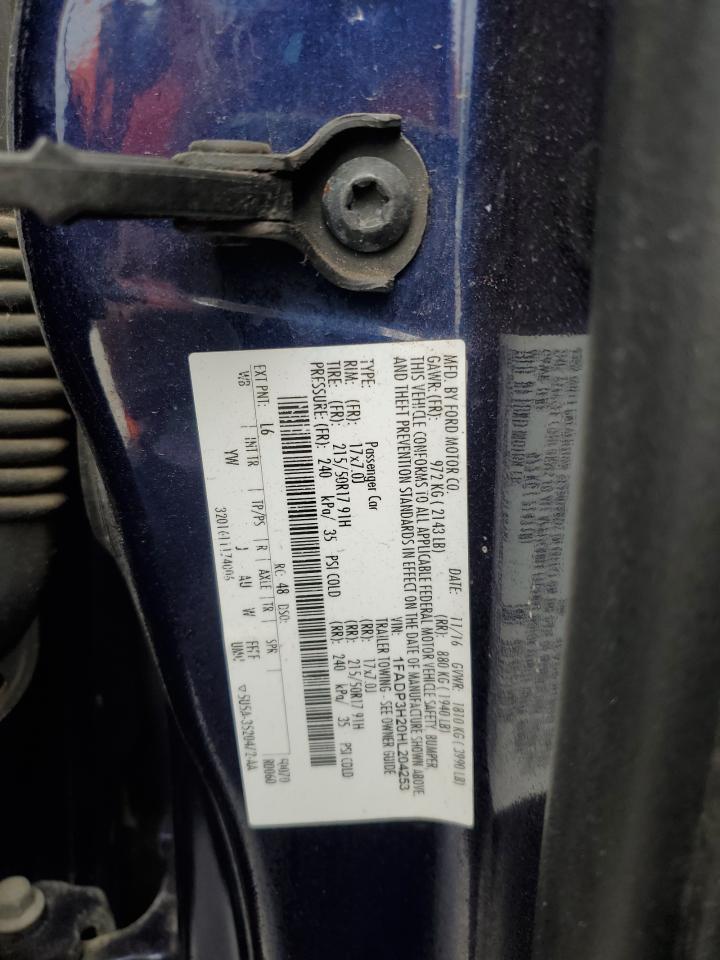 MFD. BY FORD MOTOR CO. DATE: 11/16 GVWR: 1810 KG ( 3990 LB)
GAWR: (FR): 972 KG ( 2143 LB) (RR): 880 KG ( 1940 LB)
THIS VEHICLE CONFORMS TO ALL APPLICABLE FEDERAL MOTOR VEHICLE SAFETY, BUMPER,
AND THEFT PREVENTION STANDARDS IN EFFECT ON THE DATE OF MANUFACTURE SHOWN ABOVE.
VIN: 1FADP3H20HL204253
TYPE: Passenger Car TRAILER TOWING - SEE OWNER GUIDE
RIM: (FR): 17x7.0J (RR): 17x7.0J
TIRE: (FR): 215/50R17 91H (RR): 215/50R17 91H
PRESSURE: (FR): 240 kPa/ 35 PSI COLD (RR): 240 kPa/ 35 PSI COLD
EXT PNT: L6 RC: 48 DSO:
WB INT TR TP/PS R AXLE TR SPR
YW J AU W